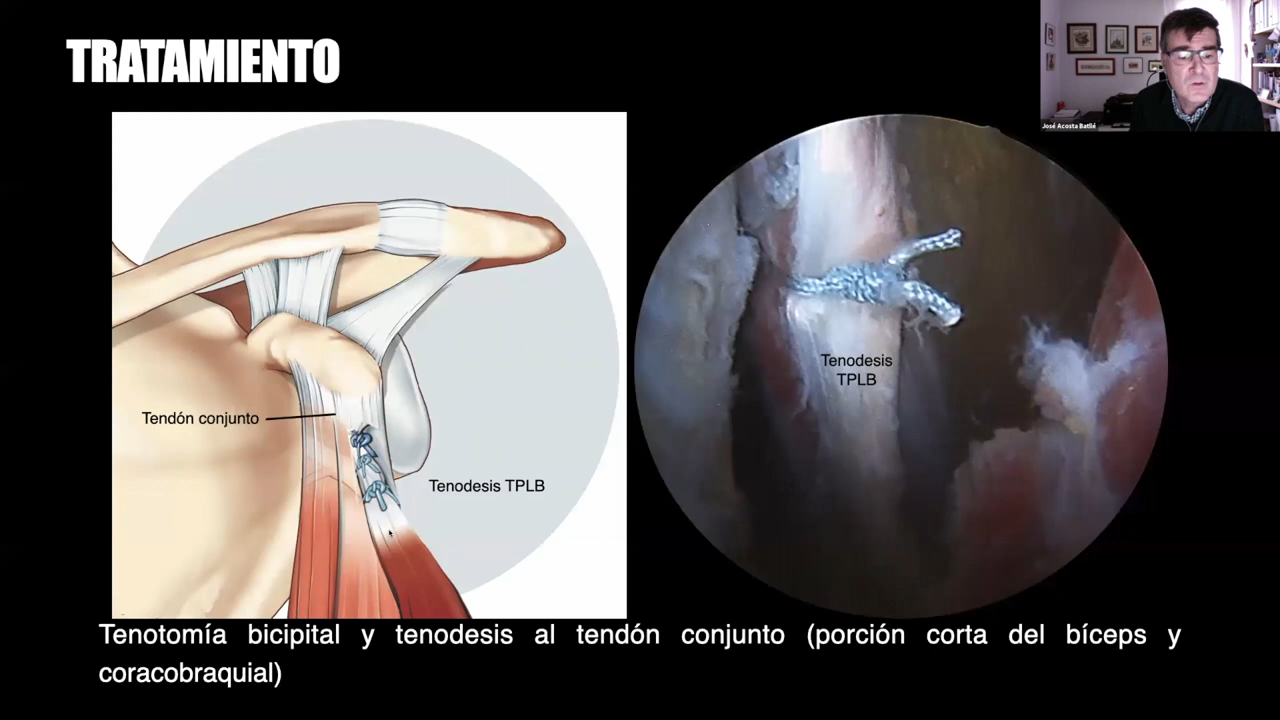 TRATAMIENTO
José Acosta Batllé
Tendón conjunto
Tenodesis TPLB
Tenodesis
TPLB
Tenotomía bicipital y tenodesis al tendón conjunto (porción corta del bíceps y
coracobraquial)